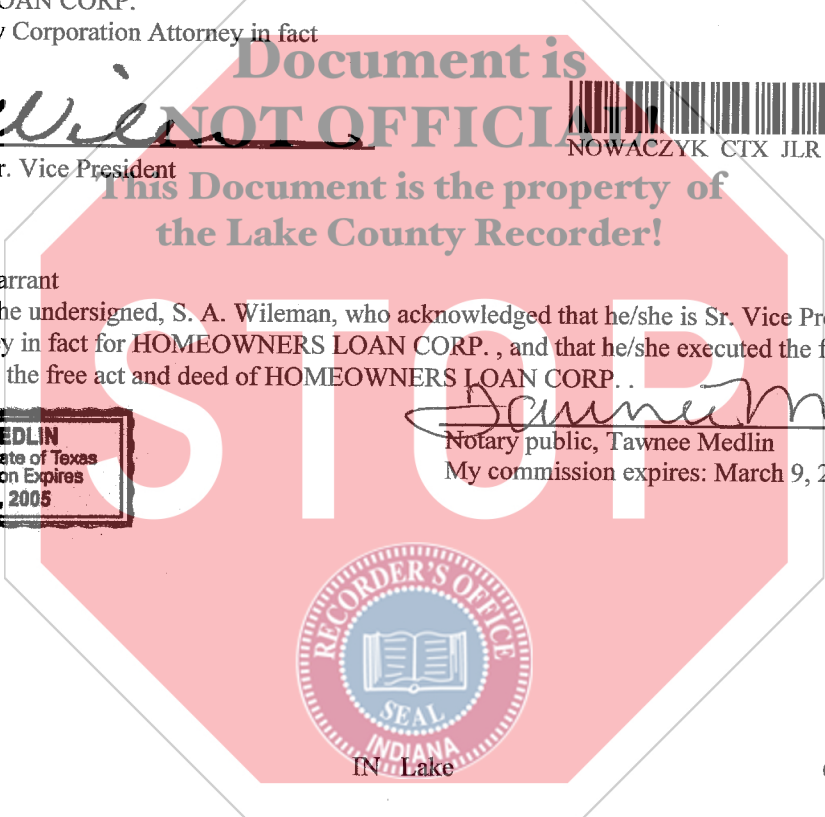 OAN CORP.
y Corporation Attorney in fact
Document is
NOT OFFICIAL!
NOWACZYK CTX JLR
r. Vice President
This Document is the property of
the Lake County Recorder!
arrant
he undersigned, S. A. Wileman, who acknowledged that he/she is Sr. Vice Pre
y in fact for HOMEOWNERS LOAN CORP. , and that he/she executed the f
the free act and deed of HOMEOWNERS LOAN CORP. .
STOP
EDLIN
ate of Texas
on Expires
, 2005
Notary public, Tawnee Medlin
My commission expires: March 9, 2
RECORDER'S OFFICE
SEAL
INDIANA
IN Lake